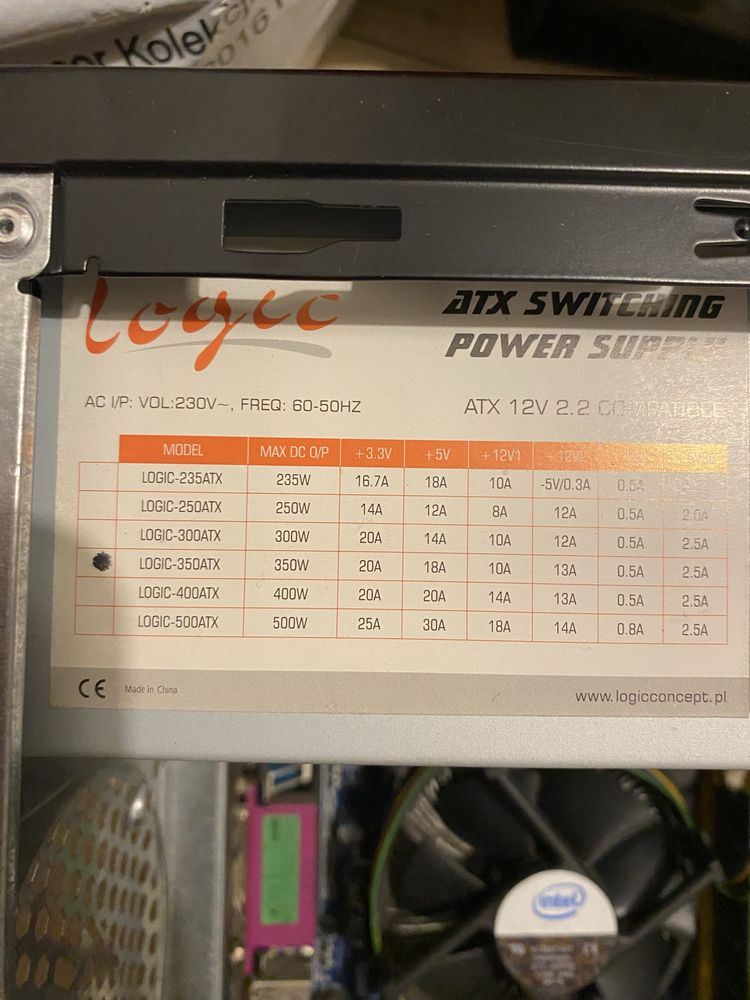 Kolekcj
Logic
ATX SWITCHING
POWER SUPPLY
AC I/P: VOL:230V~, FREQ: 60-50HZ
ATX 12V 2.2 COMPATIBLE
MODEL MAX DC O/P +3.3V +5V +12V1 +12V2
LOGIC-235ATX 235W 16.7A 18A 10A -5V/0.3A 0.5A
LOGIC-250ATX 250W 14A 12A 8A 12A 0.5A 2.0A
LOGIC-300ATX 300W 20A 14A 10A 12A 0.5A 2.5A
LOGIC-350ATX 350W 20A 18A 10A 13A 0.5A 2.5A
LOGIC-400ATX 400W 20A 20A 14A 13A 0.5A 2.5A
LOGIC-500ATX 500W 25A 30A 18A 14A 0.8A 2.5A
CE Made in China
www.logicconcept.pl
intel